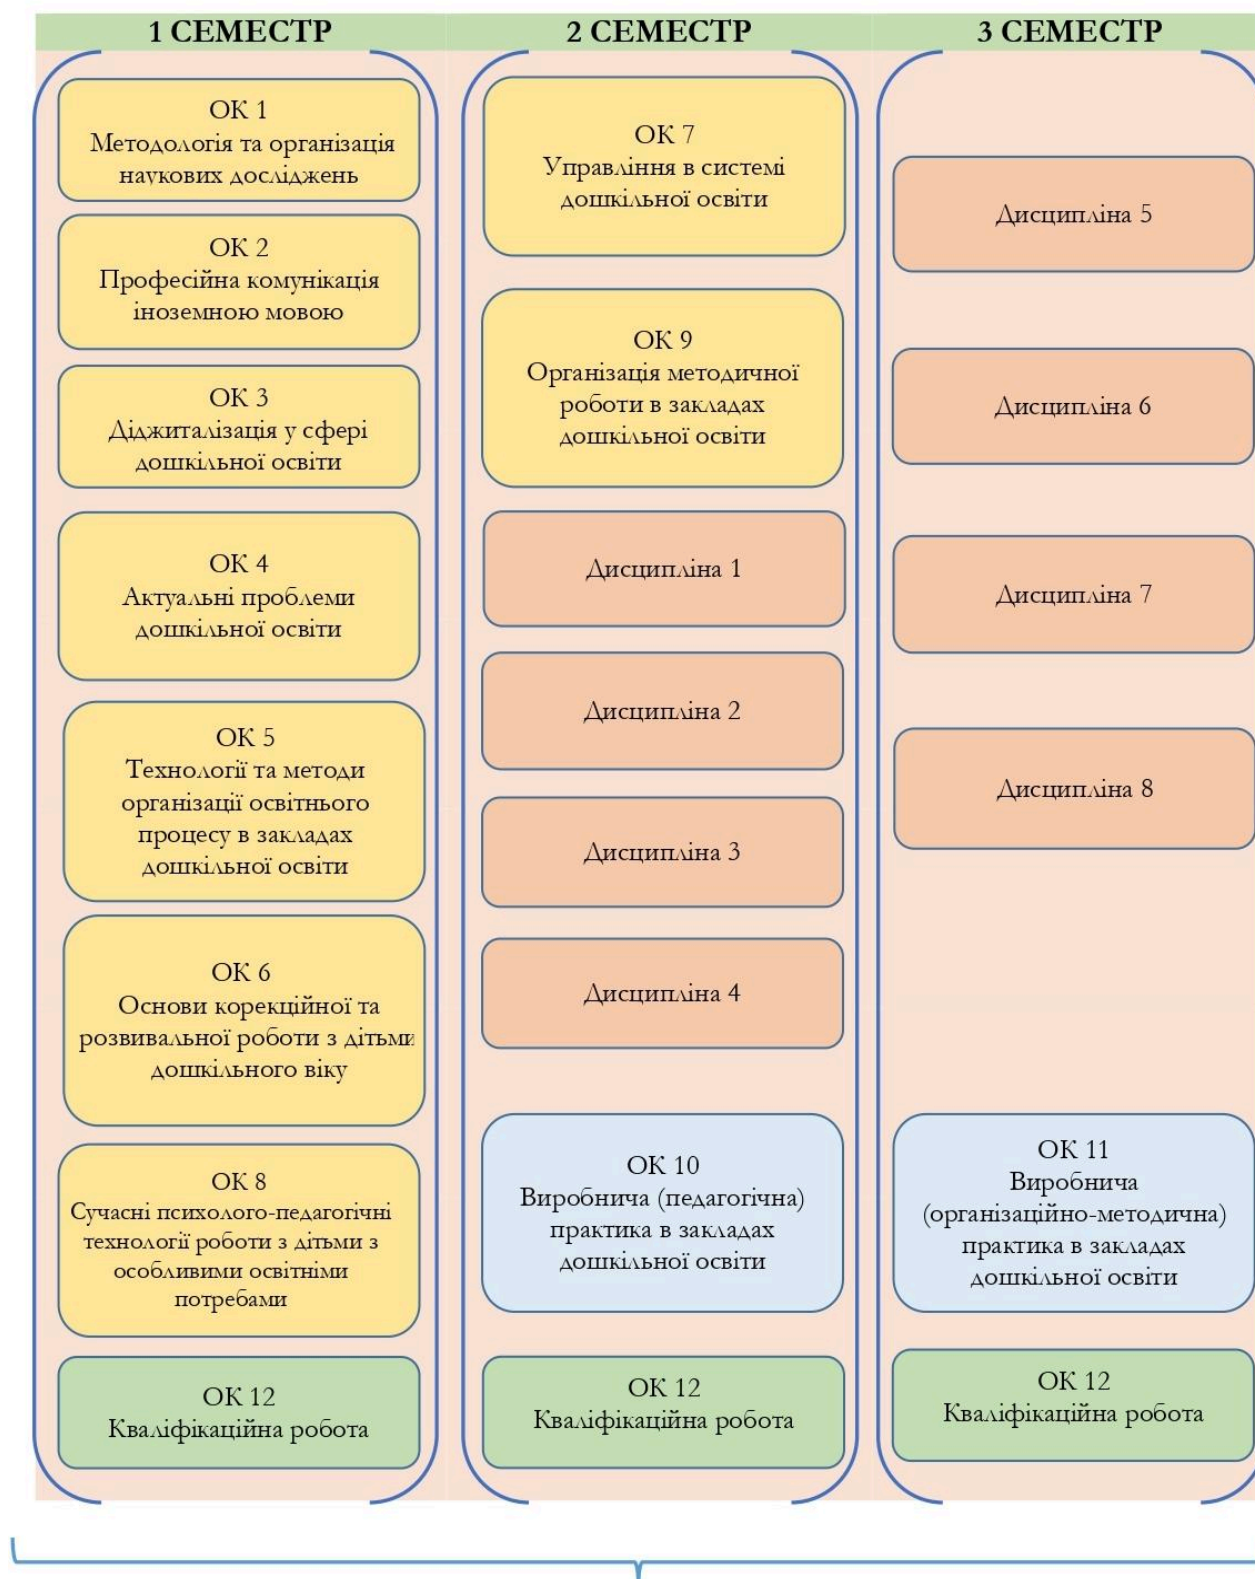 1 СЕМЕСТР
ОК 1
Методологія та організація
наукових досліджень
ОК 2
Професійна комунікація
іноземною мовою
ОК 3
Діджиталізація у сфері
дошкільної освіти
ОК 4
Актуальні проблеми
дошкільної освіти
ОК 5
Технології та методи
організації освітнього
процесу в закладах
дошкільної освіти
ОК 6
Основи корекційної та
розвивальної роботи з дітьми
дошкільного віку
ОК 8
Сучасні психолого-педагогічні
технології роботи з дітьми з
особливими освітніми
потребами
ОК 12
Кваліфікаційна робота
2 СЕМЕСТР
ОК 7
Управління в системі
дошкільної освіти
ОК 9
Організація методичної
роботи в закладах
дошкільної освіти
Дисципліна 1
Дисципліна 2
Дисципліна 3
Дисципліна 4
ОК 10
Виробнича (педагогічна)
практика в закладах
дошкільної освіти
ОК 12
Кваліфікаційна робота
3 СЕМЕСТР
Дисципліна 5
Дисципліна 6
Дисципліна 7
Дисципліна 8
ОК 11
Виробнича
(організаційно-методична)
практика в закладах
дошкільної освіти
ОК 12
Кваліфікаційна робота